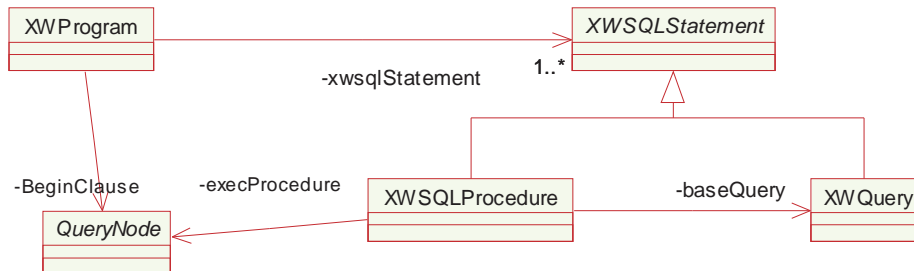 XWProgram
XWSQLStatement
1..*
-xwsqlStatement
-BeginClause
-execProcedure
XWSQLProcedure
-baseQuery
XWQuery
QueryNode